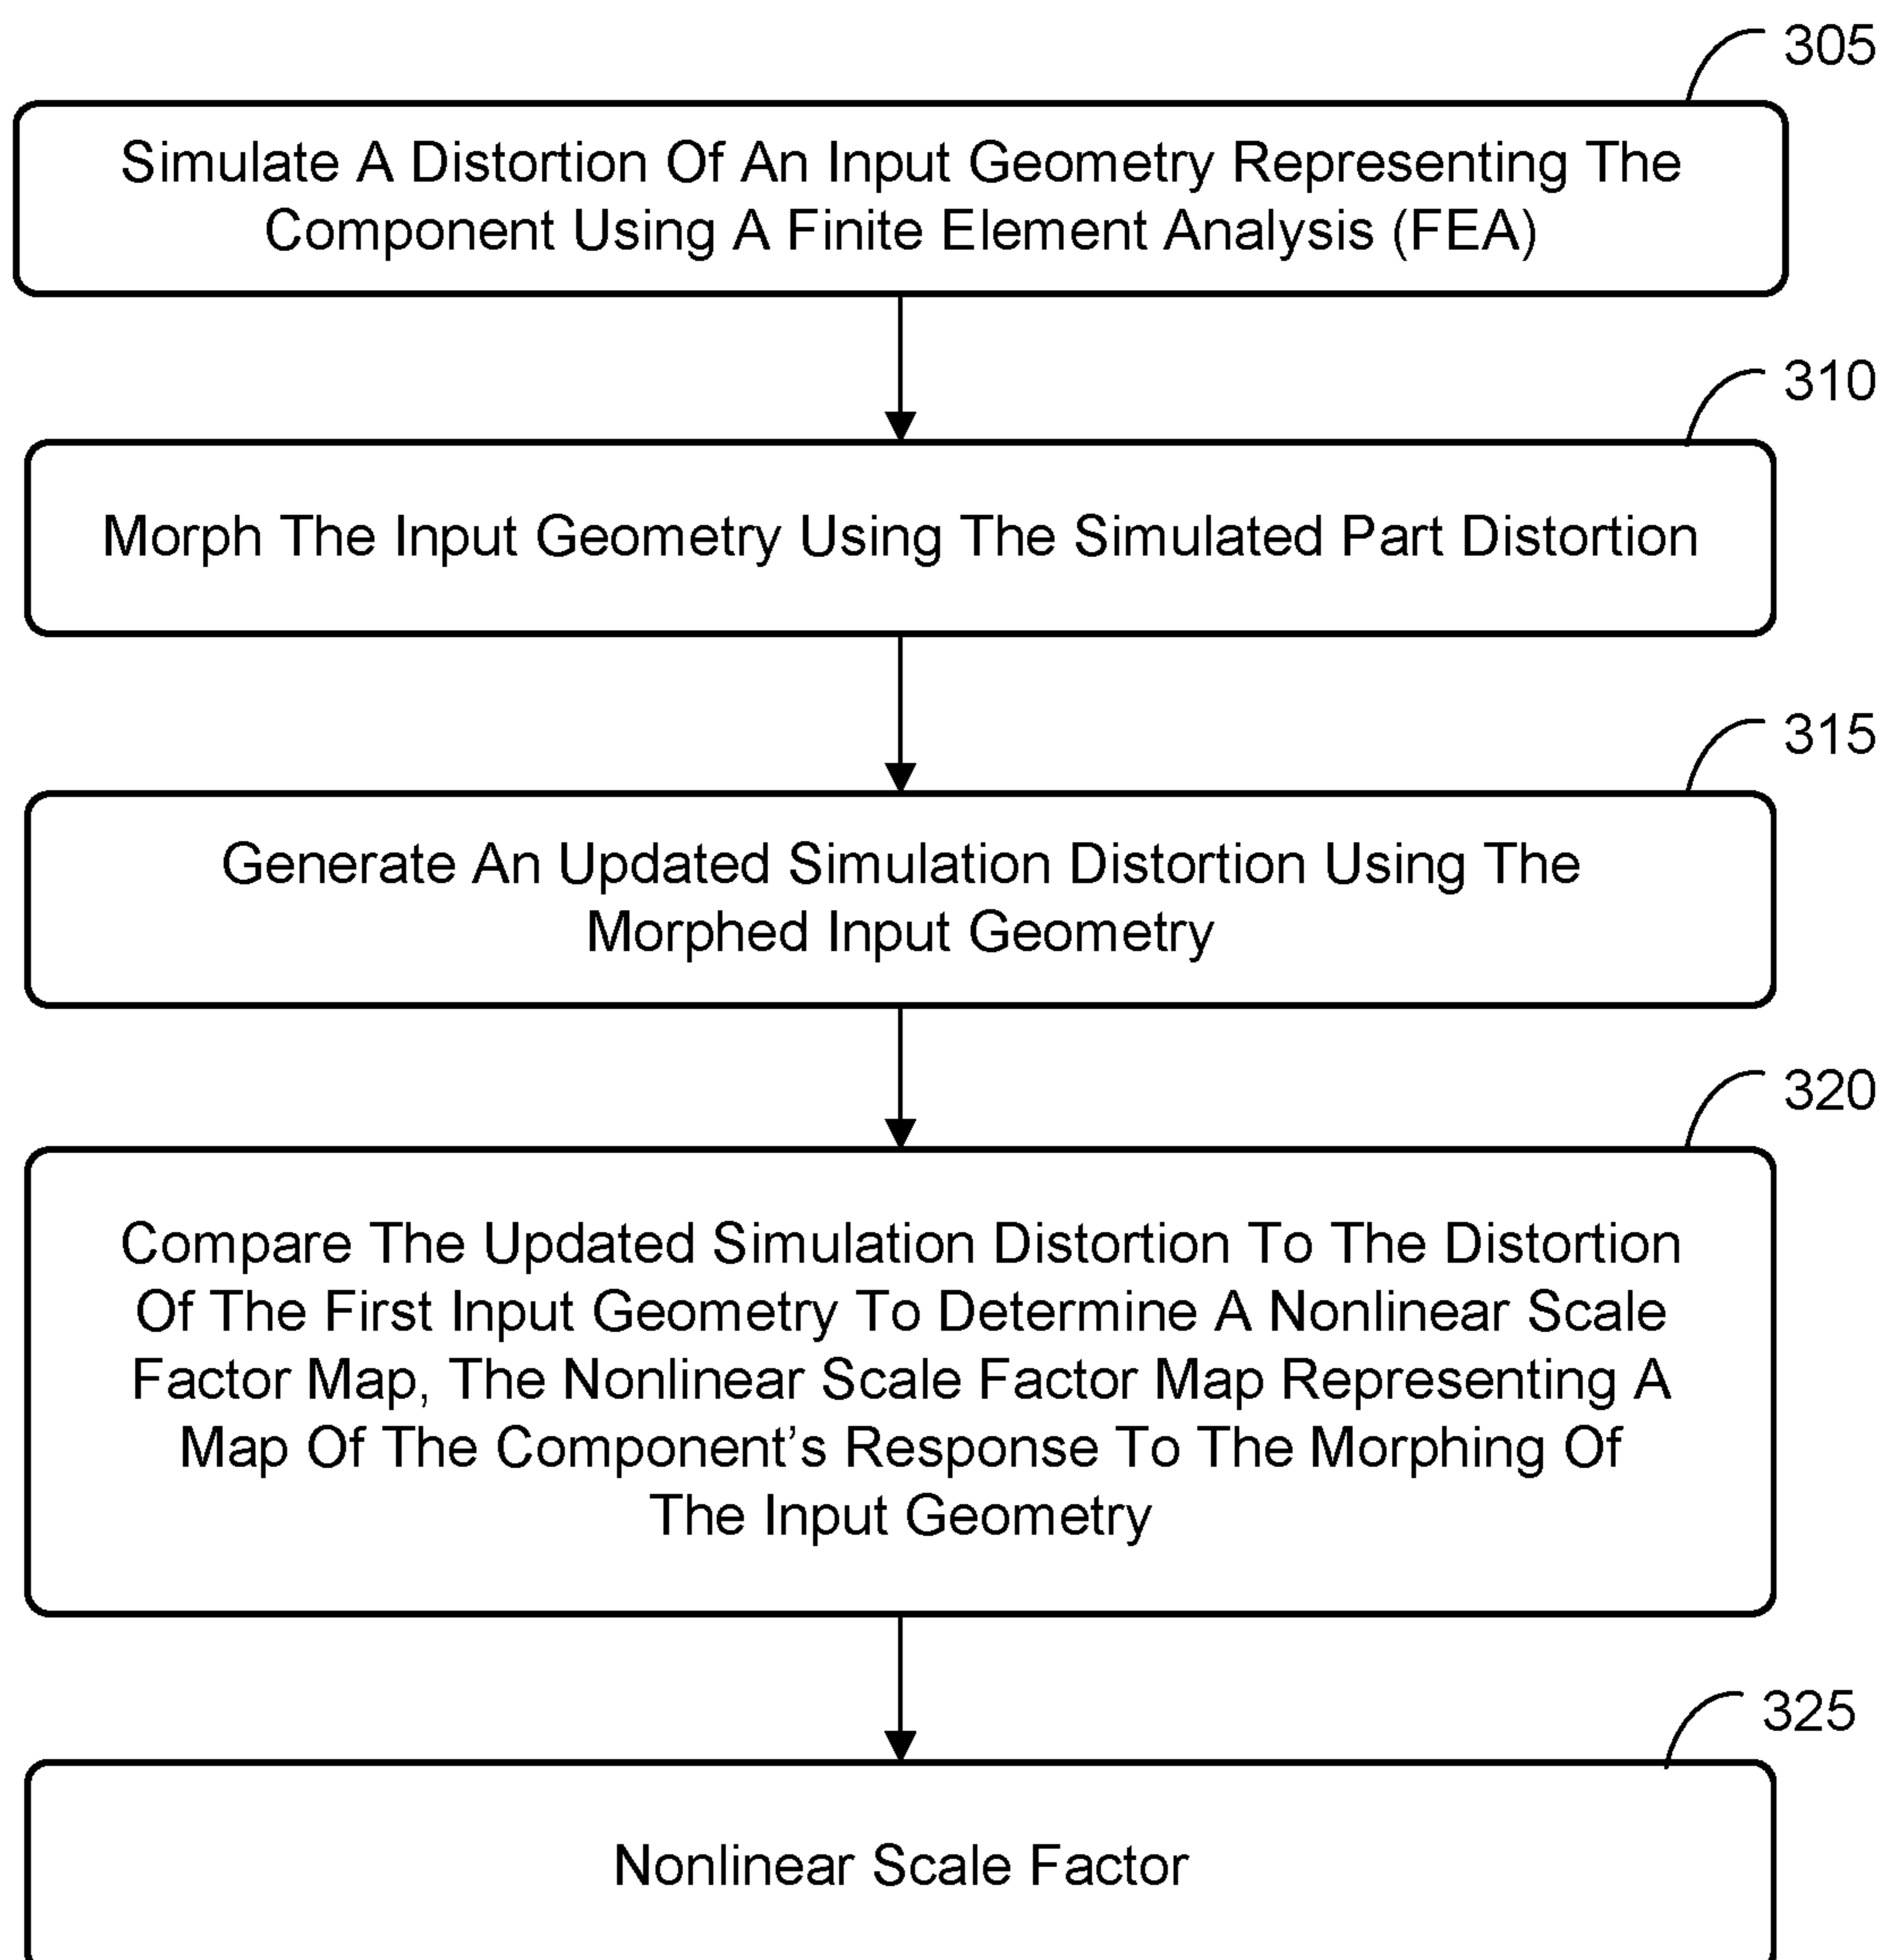 305
Simulate A Distortion Of An Input Geometry Representing The
Component Using A Finite Element Analysis (FEA)
310
Morph The Input Geometry Using The Simulated Part Distortion
315
Generate An Updated Simulation Distortion Using The
Morphed Input Geometry
320
Compare The Updated Simulation Distortion To The Distortion
Of The First Input Geometry To Determine A Nonlinear Scale
Factor Map, The Nonlinear Scale Factor Map Representing A
Map Of The Component’s Response To The Morphing Of
The Input Geometry
325
Nonlinear Scale Factor